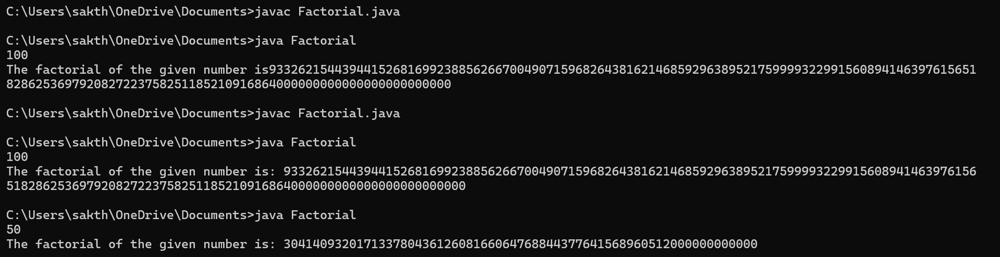 C:\Users\sakth\OneDrive\Documents>javac Factorial.java
C:\Users\sakth\OneDrive\Documents>java Factorial
100
The factorial of the given number is9332621544394415268169923885626670049071596826438162146859296389521759999322991560894146397615651
8286253697920827223758251185210916864000000000000000000000000
C:\Users\sakth\OneDrive\Documents>javac Factorial.java
C:\Users\sakth\OneDrive\Documents>java Factorial
100
The factorial of the given number is: 93326215443944152681699238856266700490715968264381621468592963895217599993229915608941463976156
518286253697920827223758251185210916864000000000000000000000000
C:\Users\sakth\OneDrive\Documents>java Factorial
50
The factorial of the given number is: 30414093201713378043612608166064768844377641568960512000000000000